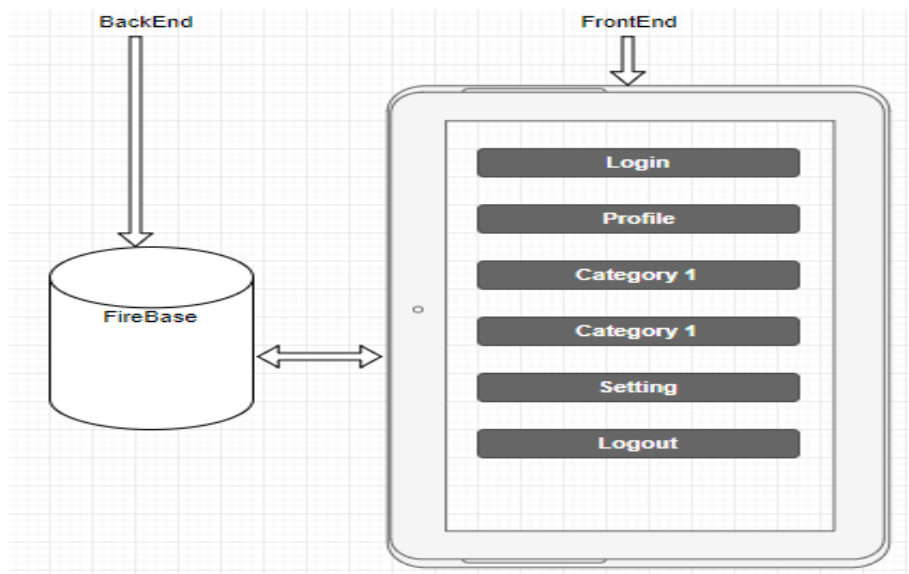 BackEnd
FrontEnd
Login
Profile
Category 1
Category 1
Setting
Logout
FireBase